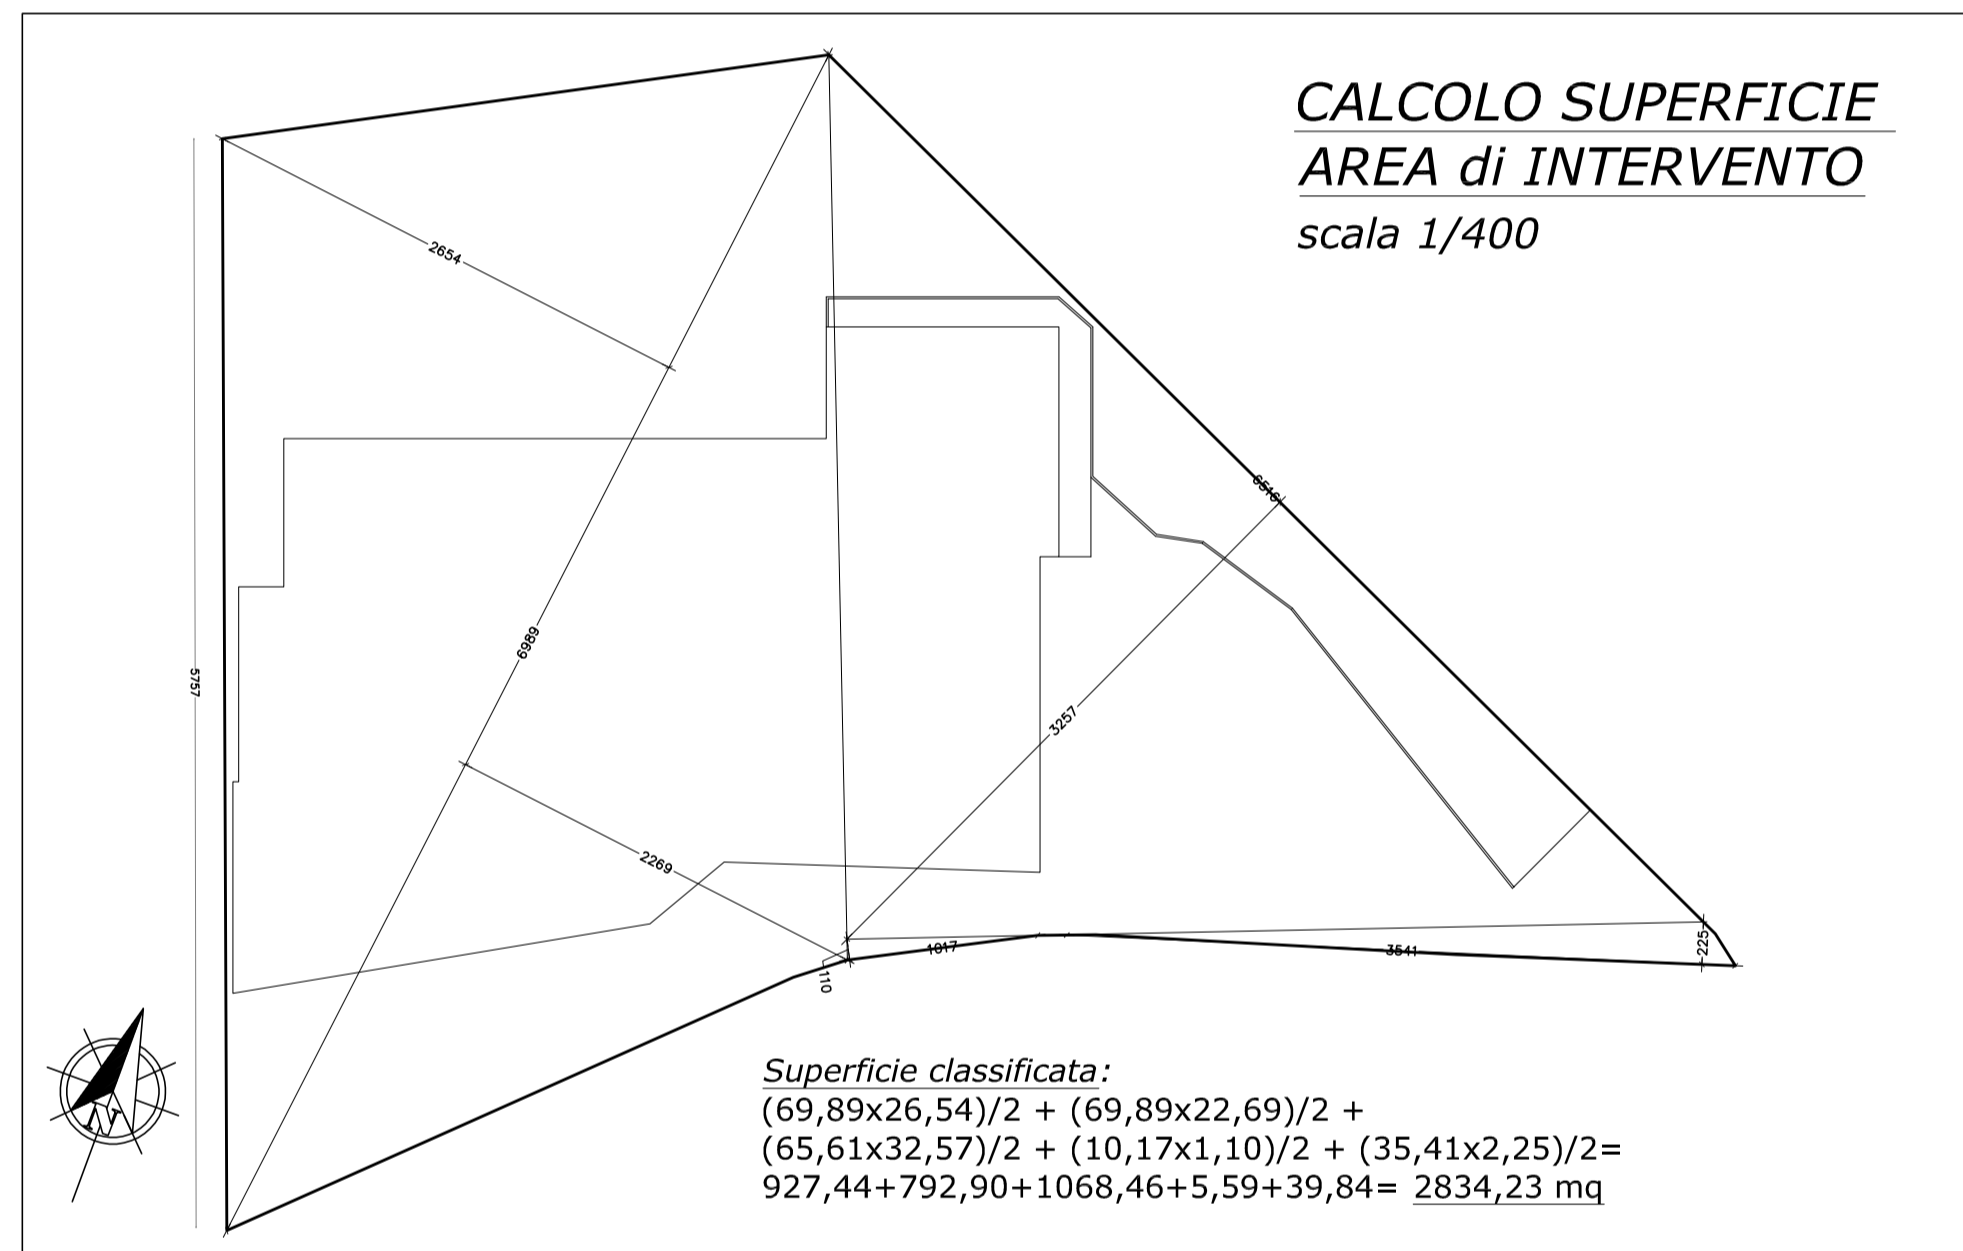 CALCOLO SUPERFICIE
AREA di INTERVENTO
scala 1/400
2654
6516
6989
5757
3257
2269
1017
3541
225
110
N
Superficie classificata:
(69,89x26,54)/2 + (69,89x22,69)/2 +
(65,61x32,57)/2 + (10,17x1,10)/2 + (35,41x2,25)/2=
927,44+792,90+1068,46+5,59+39,84= 2834,23 mq